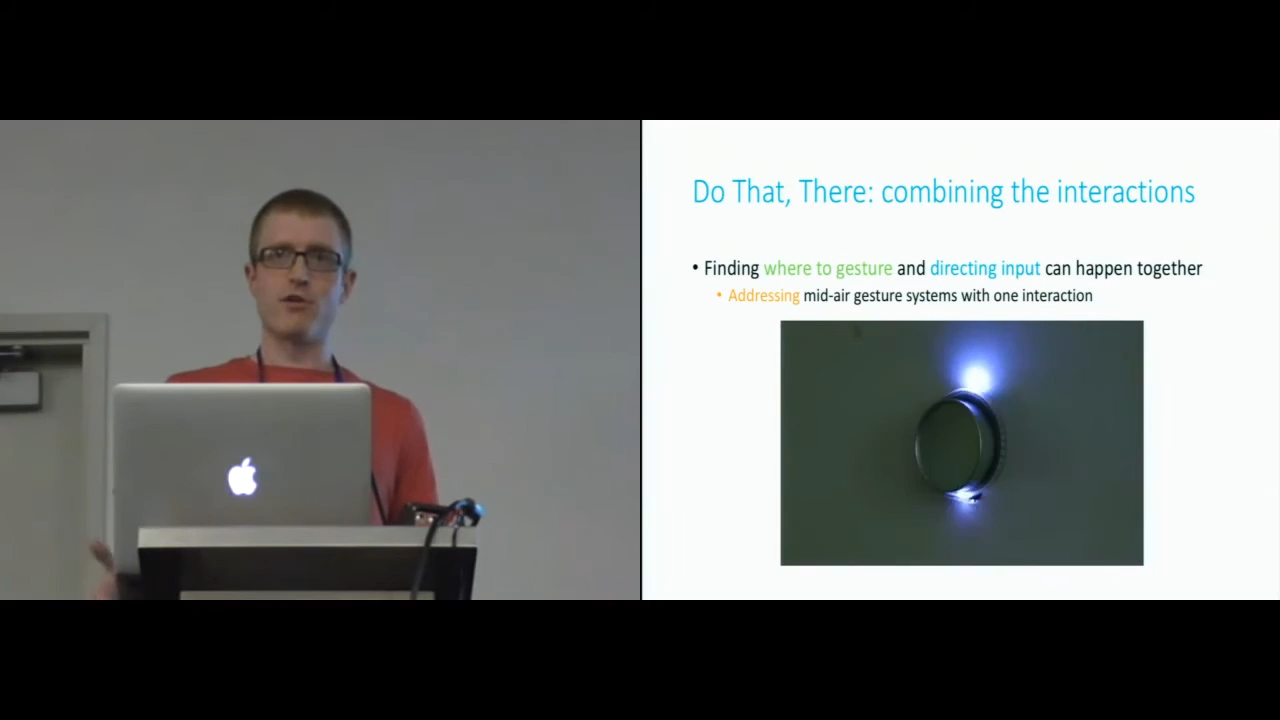 Do That, There: combining the interactions
• Finding where to gesture and directing input can happen together
• Addressing mid-air gesture systems with one interaction